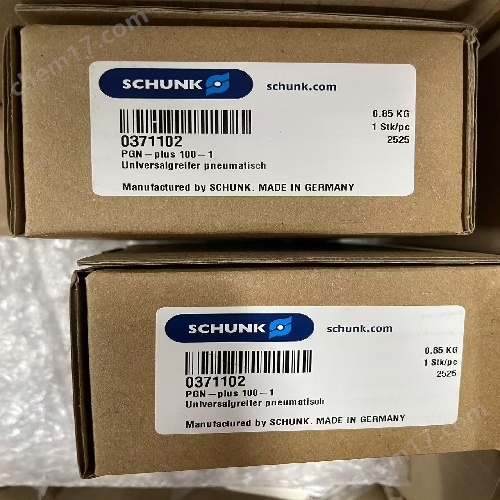 SCHUNK
schunk.com
0371102
0.85 KG
PGN-plus 100-1
1 Stk/pc
Universalgreifer pneumatisch
2525
Manufactured by SCHUNK. MADE IN GERMANY
SCHUNK
schunk.com
0371102
0.85 KG
PGN-plus 100-1
1 Stk/pc
Universalgreifer pneumatisch
2525
Manufactured by SCHUNK. MADE IN GERMANY